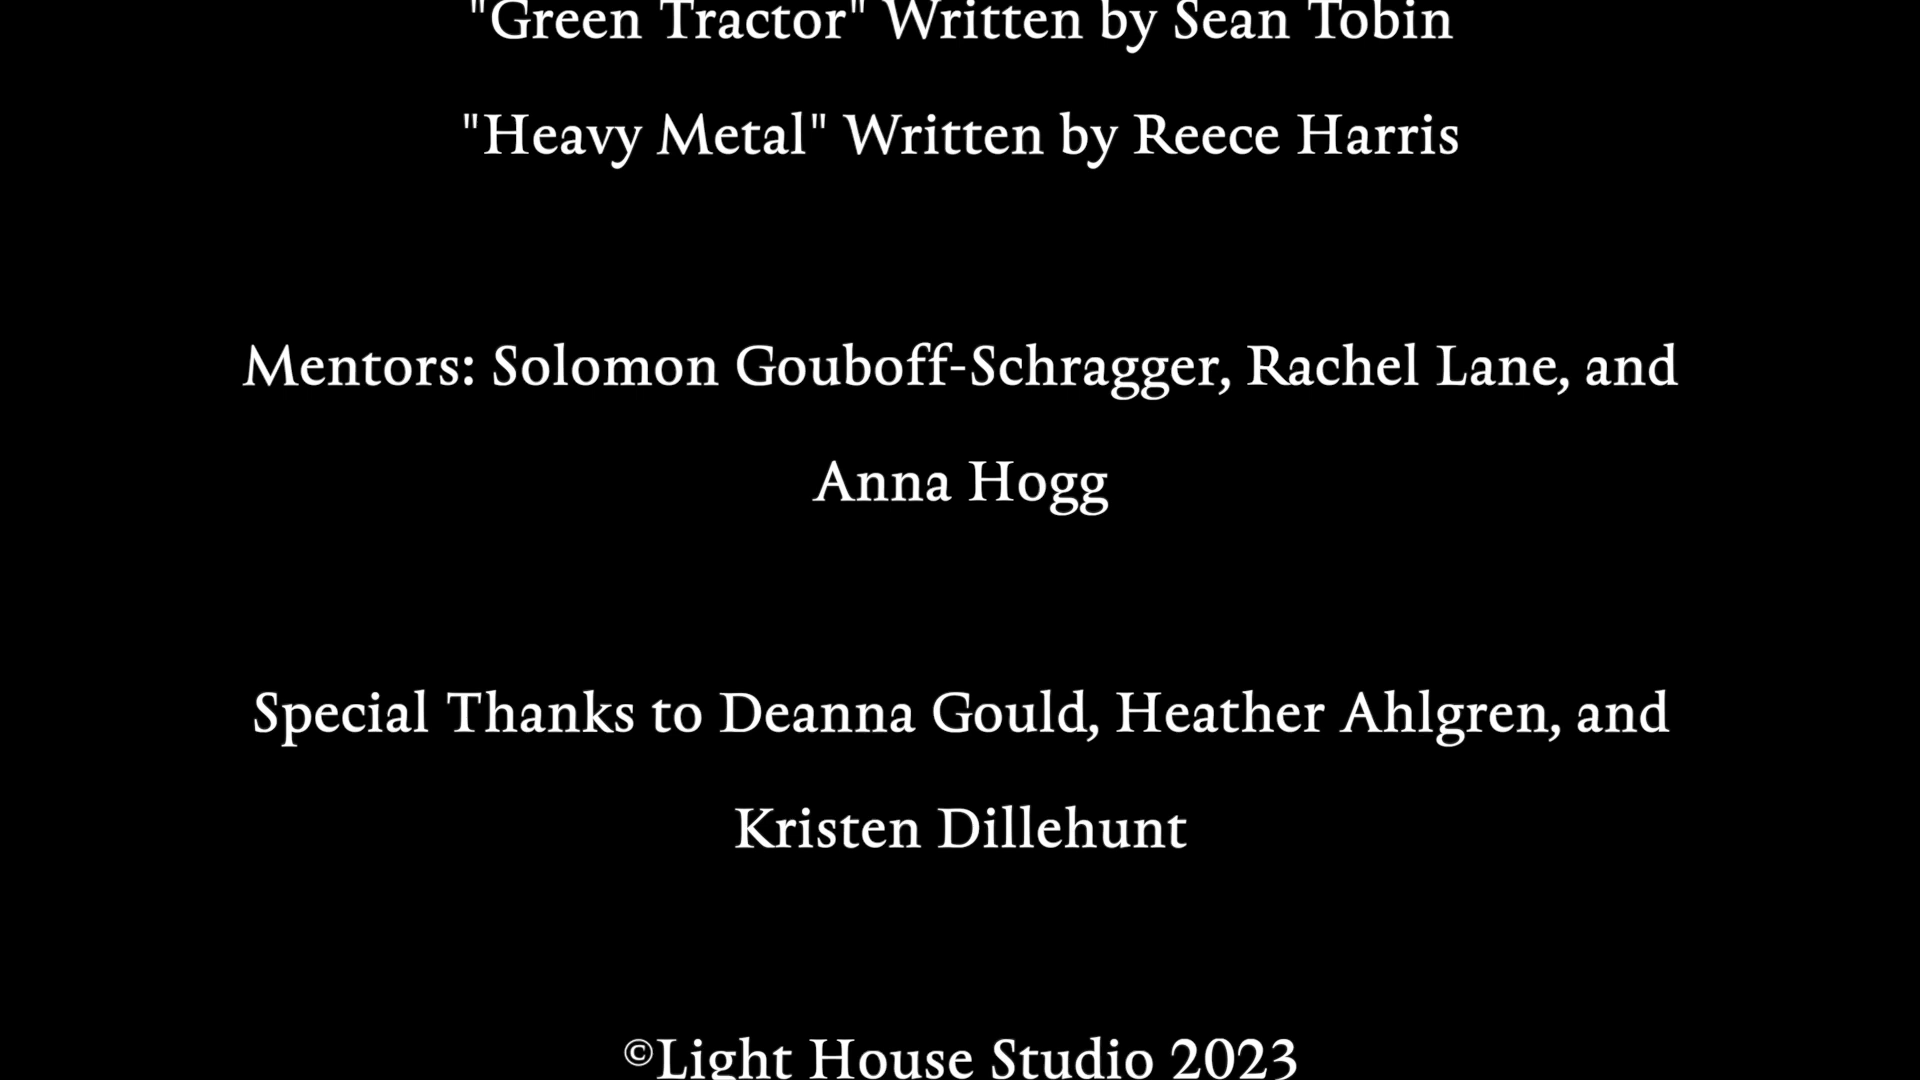 "Green Tractor" Written by Sean Tobin
"Heavy Metal" Written by Reece Harris
Mentors: Solomon Gouboff-Schragger, Rachel Lane, and
Anna Hogg
Special Thanks to Deanna Gould, Heather Ahlgren, and
Kristen Dillehunt
©Light House Studio 2023